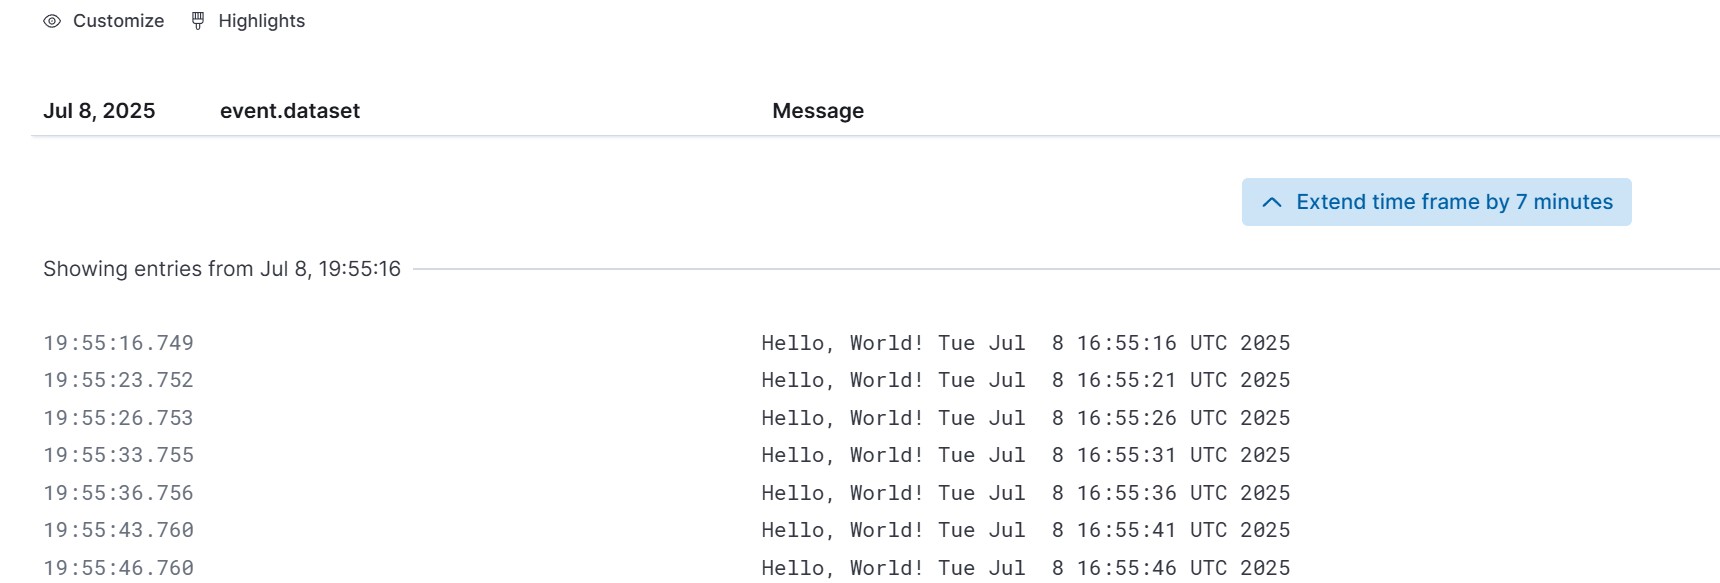 Customize Highlights
Jul 8, 2025 event.dataset Message
Extend time frame by 7 minutes
Showing entries from Jul 8, 19:55:16
19:55:16.749 Hello, World! Tue Jul  8 16:55:16 UTC 2025
19:55:23.752 Hello, World! Tue Jul  8 16:55:21 UTC 2025
19:55:26.753 Hello, World! Tue Jul  8 16:55:26 UTC 2025
19:55:33.755 Hello, World! Tue Jul  8 16:55:31 UTC 2025
19:55:36.756 Hello, World! Tue Jul  8 16:55:36 UTC 2025
19:55:43.760 Hello, World! Tue Jul  8 16:55:41 UTC 2025
19:55:46.760 Hello, World! Tue Jul  8 16:55:46 UTC 2025